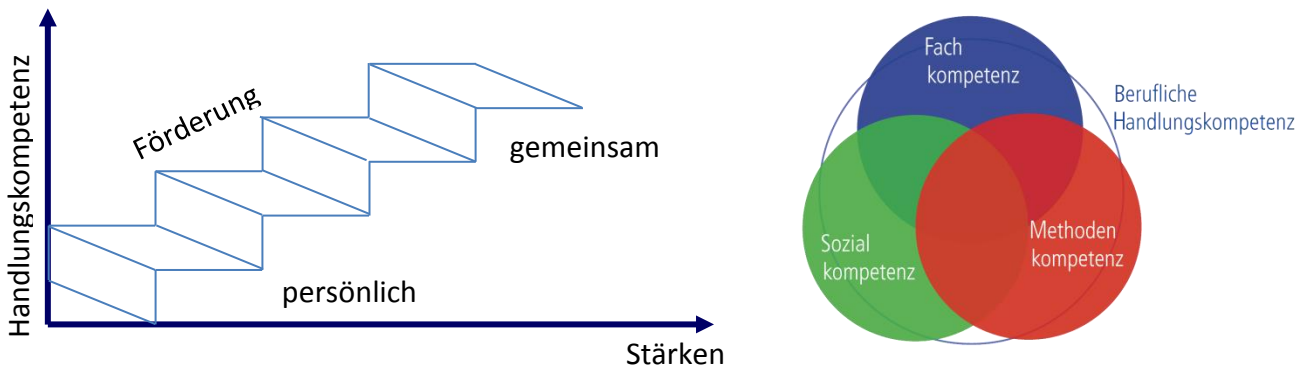 Handlungskompetenz
Förderung
gemeinsam
persönlich
Stärken
Fach
kompetenz
Berufliche
Handlungskompetenz
Sozial
kompetenz
Methoden
kompetenz